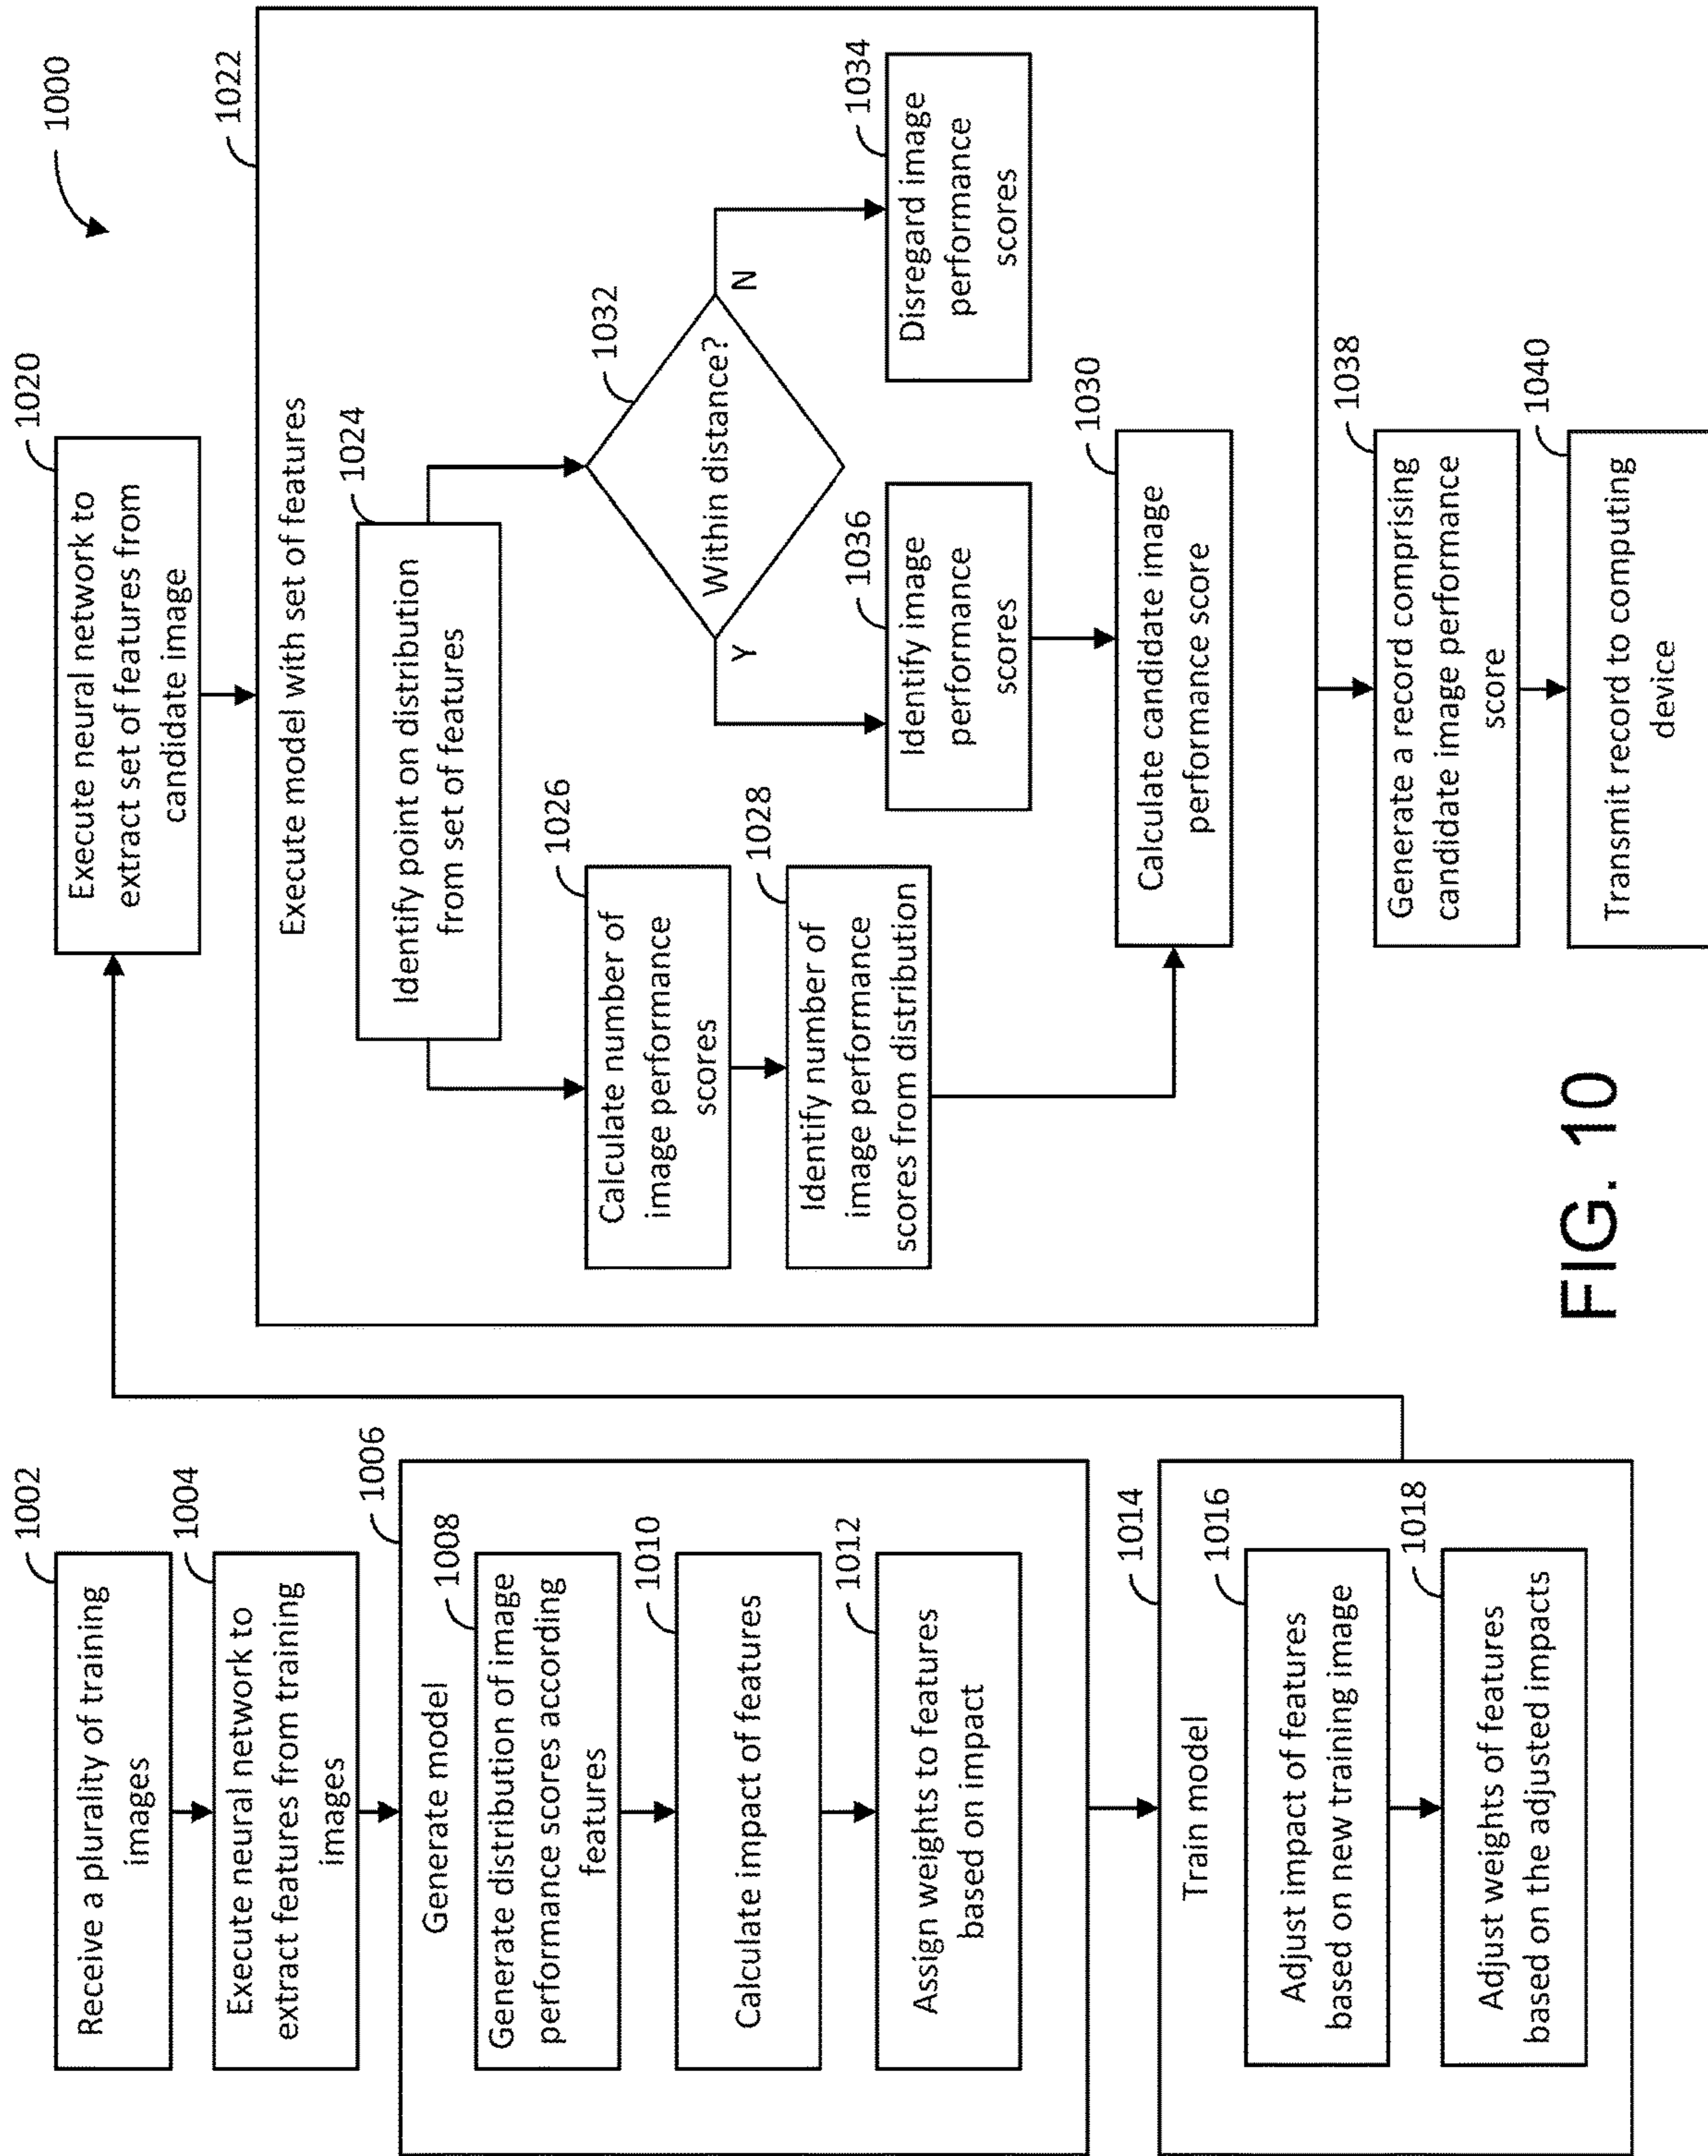 1000
1002
Receive a plurality of training
images
1004
Execute neural network to
extract features from training
images
1006
Generate model
1008
Generate distribution of image
performance scores according
features
1010
Calculate impact of features
1012
Assign weights to features
based on impact
1014
Train model
1016
Adjust impact of features
based on new training image
1018
Adjust weights of features
based on the adjusted impacts
1020
Execute neural network to
extract set of features from
candidate image
1022
Execute model with set of features
1024
Identify point on distribution
from set of features
1026
Calculate number of
image performance
scores
1028
Identify number of
image performance
scores from distribution
1032
Within distance?
Y
N
1036
Identify image
performance
scores
1034
Disregard image
performance
scores
1030
Calculate candidate image
performance score
1038
Generate a record comprising
candidate image performance
score
1040
Transmit record to computing
device
FIG. 10